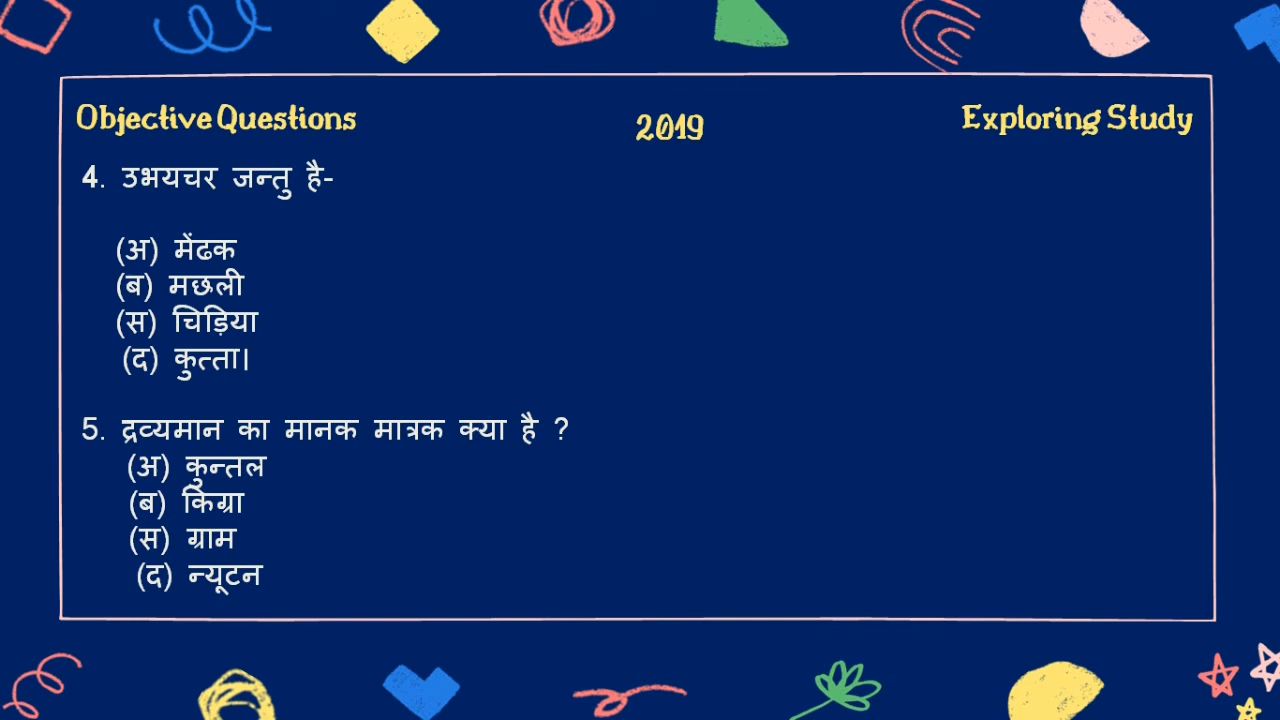 Objective Questions 2019 Exploring Study
4. उभयचर जन्तु है-
(अ) मेंढक
(ब) मछली
(स) चिड़िया
(द) कुत्ता।
5. द्रव्यमान का मानक मात्रक क्या है ?
(अ) कुन्तल
(ब) किग्रा
(स) ग्राम
(द) न्यूटन